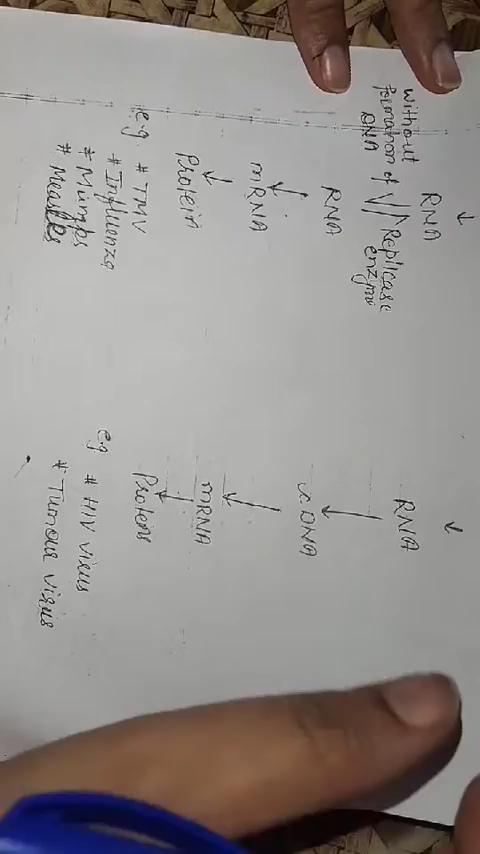 RNA
without
formation of
DNA
Replicase
enzyme
RNA
mRNA
Protein
e.g # TMV
# Influenza
# Mumps
# Measles
RNA
c DNA
mRNA
Proteins
e.g # HIV virus
# Tumour virus